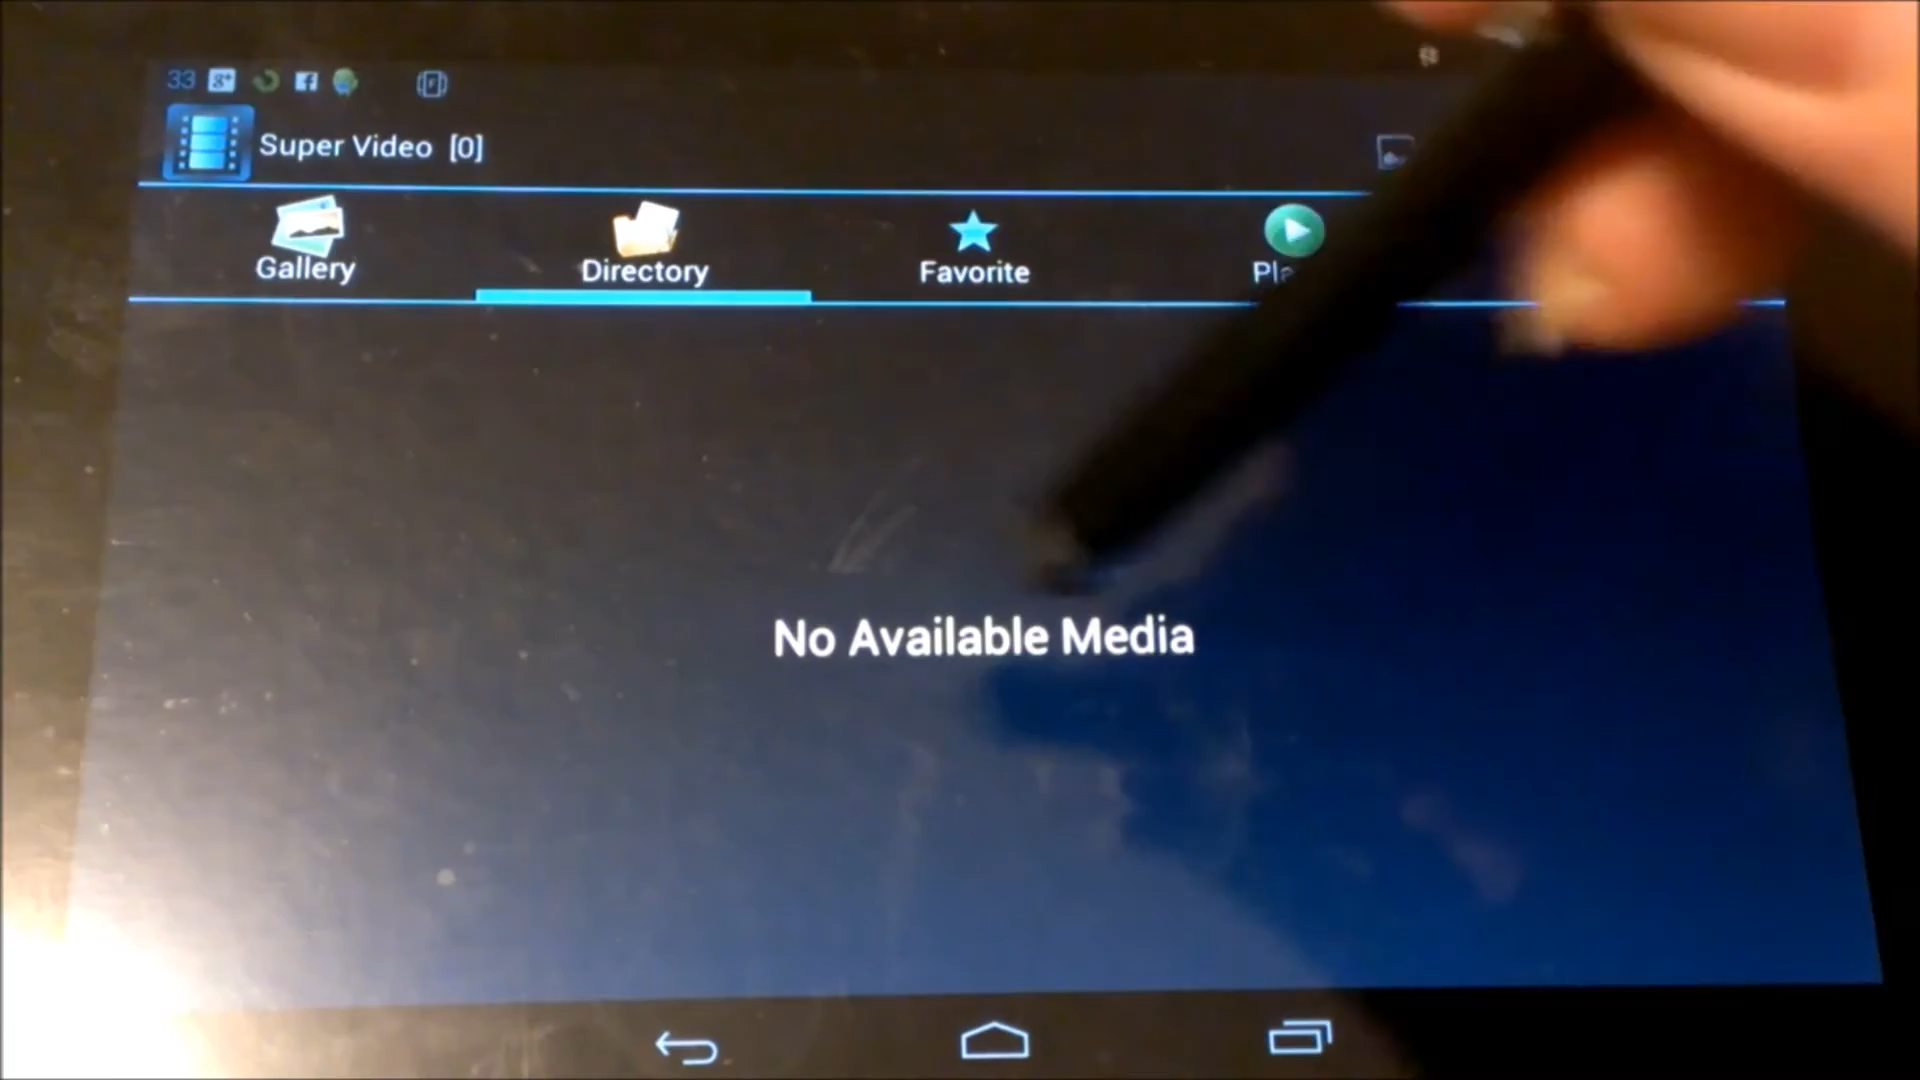 33 g+ f
Super Video [0]
Gallery Directory Favorite
No Available Media